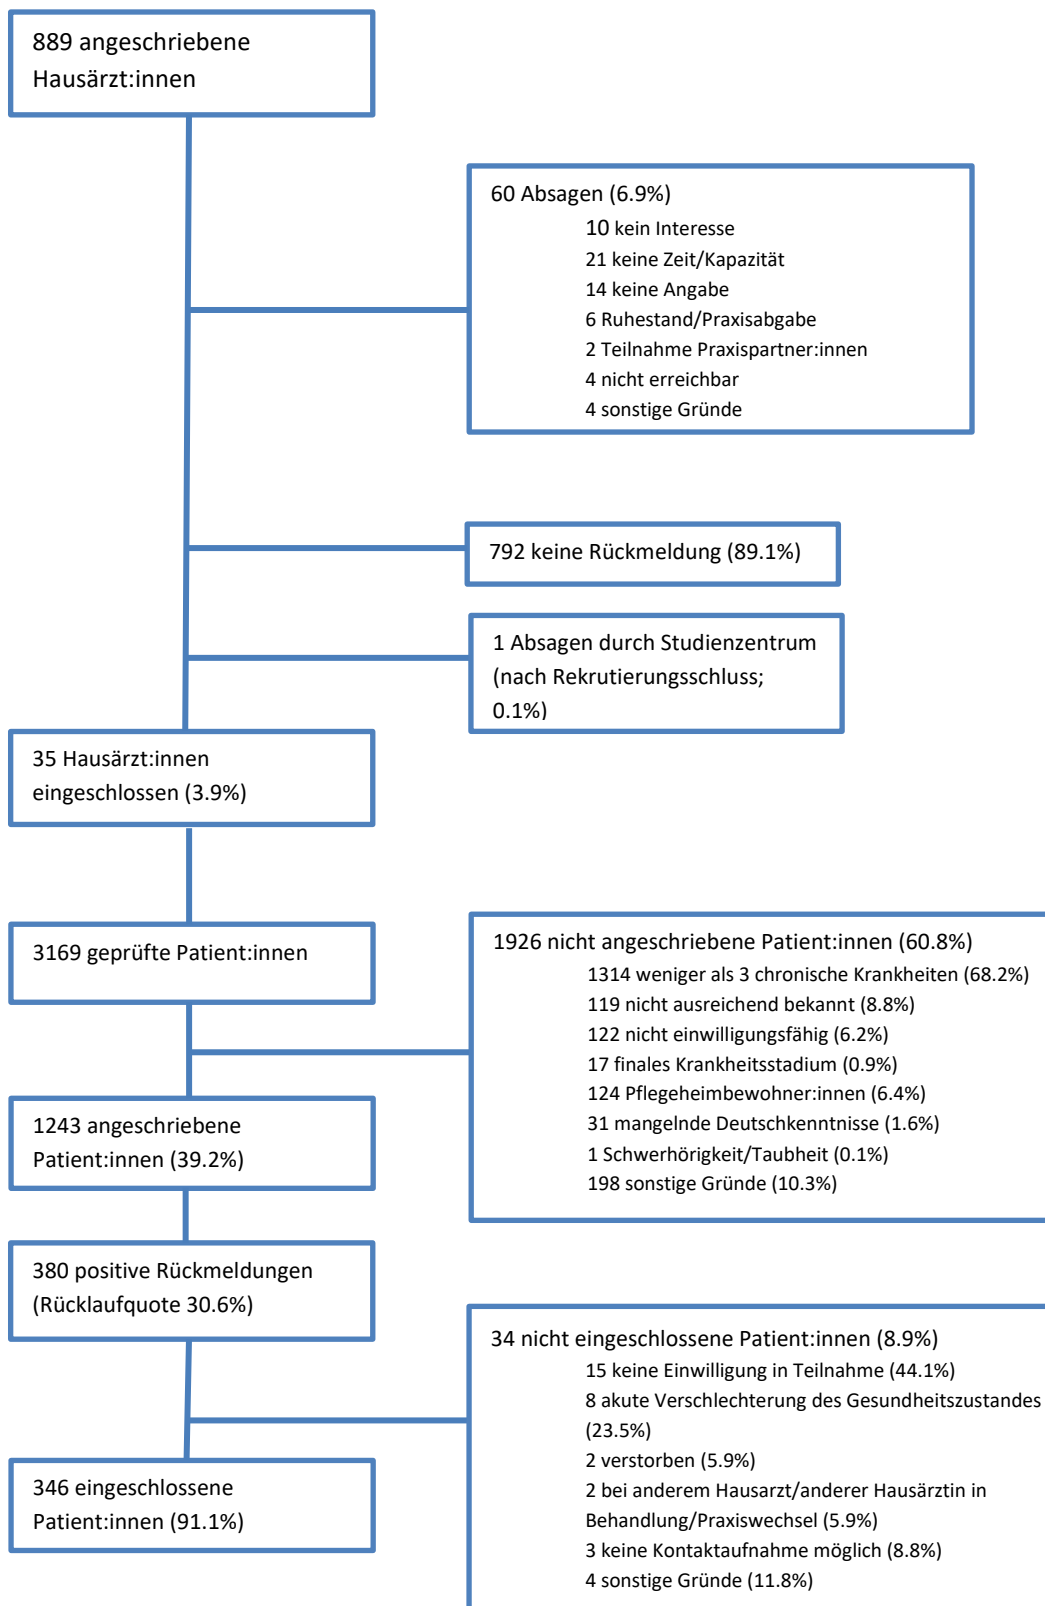 889 angeschriebene
Hausärzt:innen
60 Absagen (6.9%)
10 kein Interesse
21 keine Zeit/Kapazität
14 keine Angabe
6 Ruhestand/Praxisabgabe
2 Teilnahme Praxispartner:innen
4 nicht erreichbar
4 sonstige Gründe
792 keine Rückmeldung (89.1%)
1 Absagen durch Studienzentrum
(nach Rekrutierungsschluss;
0.1%)
35 Hausärzt:innen
eingeschlossen (3.9%)
3169 geprüfte Patient:innen
1926 nicht angeschriebene Patient:innen (60.8%)
1314 weniger als 3 chronische Krankheiten (68.2%)
119 nicht ausreichend bekannt (8.8%)
122 nicht einwilligungsfähig (6.2%)
17 finales Krankheitsstadium (0.9%)
124 Pflegeheimbewohner:innen (6.4%)
31 mangelnde Deutschkenntnisse (1.6%)
1 Schwerhörigkeit/Taubheit (0.1%)
198 sonstige Gründe (10.3%)
1243 angeschriebene
Patient:innen (39.2%)
380 positive Rückmeldungen
(Rücklaufquote 30.6%)
34 nicht eingeschlossene Patient:innen (8.9%)
15 keine Einwilligung in Teilnahme (44.1%)
8 akute Verschlechterung des Gesundheitszustandes
(23.5%)
2 verstorben (5.9%)
2 bei anderem Hausarzt/anderer Hausärztin in
Behandlung/Praxiswechsel (5.9%)
3 keine Kontaktaufnahme möglich (8.8%)
4 sonstige Gründe (11.8%)
346 eingeschlossene
Patient:innen (91.1%)